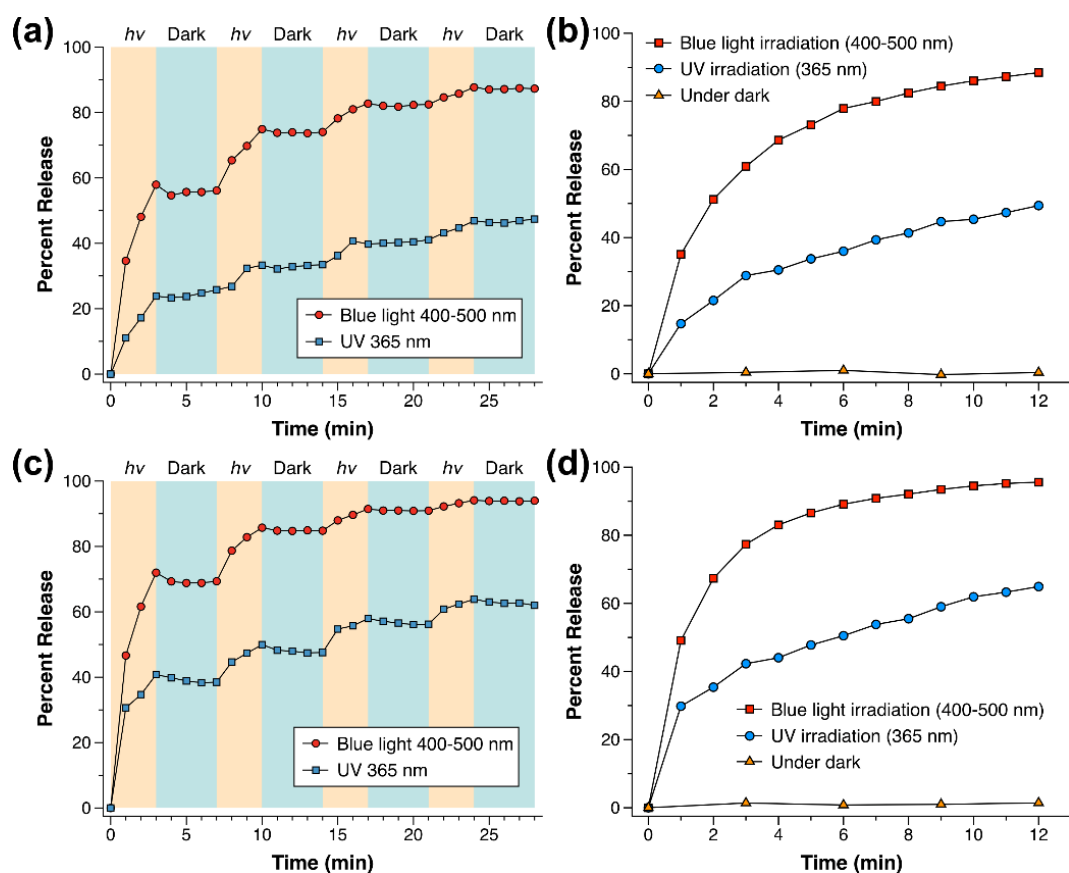 (a)
hv Dark hv Dark hv Dark hv Dark
100
80
60
40
20
0
Percent Release
Blue light 400-500 nm
UV 365 nm
0 5 10 15 20 25
Time (min)
(b)
100
80
60
40
20
0
Percent Release
Blue light irradiation (400-500 nm)
UV irradiation (365 nm)
Under dark
0 2 4 6 8 10 12
Time (min)
(c)
hv Dark hv Dark hv Dark hv Dark
100
80
60
40
20
0
Percent Release
Blue light 400-500 nm
UV 365 nm
0 5 10 15 20 25
Time (min)
(d)
100
80
60
40
20
0
Percent Release
Blue light irradiation (400-500 nm)
UV irradiation (365 nm)
Under dark
0 2 4 6 8 10 12
Time (min)